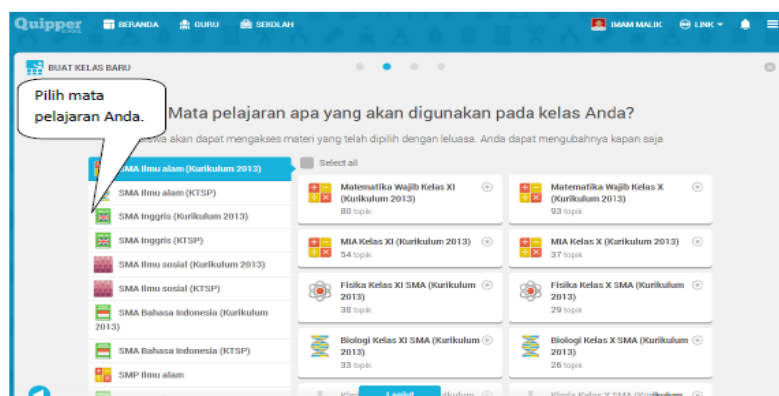 Quipper
SCHOOL
BERANDA
GURU
SEKOLAH
IMAM MALIK
LINK
BUAT KELAS BARU
Pilih mata
pelajaran Anda.
Mata pelajaran apa yang akan digunakan pada kelas Anda?
akan dapat mengakses materi yang telah dipilih dengan leluasa. Anda dapat mengubahnya kapan saja
SMA Ilmu alam (Kurikulum 2013)
SMA Ilmu alam (KTSP)
SMA Inggris (Kurikulum 2013)
SMA Inggris (KTSP)
SMA Ilmu sosial (Kurikulum 2013)
SMA Ilmu sosial (KTSP)
SMA Bahasa Indonesia (Kurikulum
2013)
SMA Bahasa Indonesia (KTSP)
SMP Ilmu alam
Select all
Matematika Wajib Kelas XI
(Kurikulum 2013)
80 topik
Matematika Wajib Kelas X
(Kurikulum 2013)
93 topik
MIA Kelas XI (Kurikulum 2013)
54 topik
MIA Kelas X (Kurikulum 2013)
37 topik
Fisika Kelas XI SMA (Kurikulum
2013)
38 topik
Fisika Kelas X SMA (Kurikulum
2013)
29 topik
Biologi Kelas XI SMA (Kurikulum
2013)
33 topik
Biologi Kelas X SMA (Kurikulum
2013)
26 topik
Lanjut
Kimia Kelas X SMA (Kurikulum